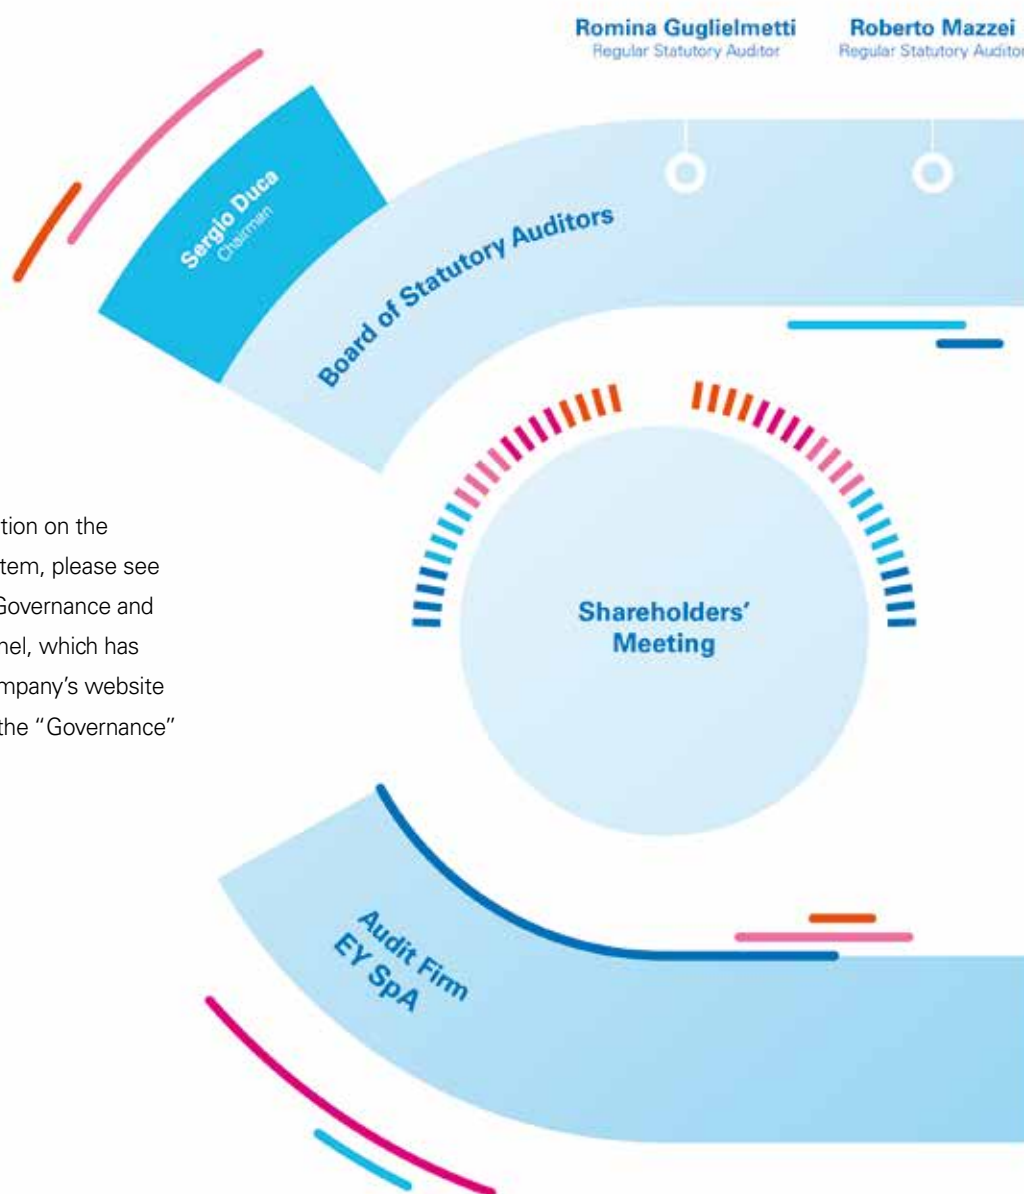 Romina Guglielmetti
Regular Statutory Auditor
Roberto Mazzei
Regular Statutory Auditor
Sergio Duca
Chairman
Board of Statutory Auditors
tion on the
tem, please see
Governance and
nel, which has
mpany’s website
the “Governance”
Shareholders’
Meeting
Audit Firm
EY SpA